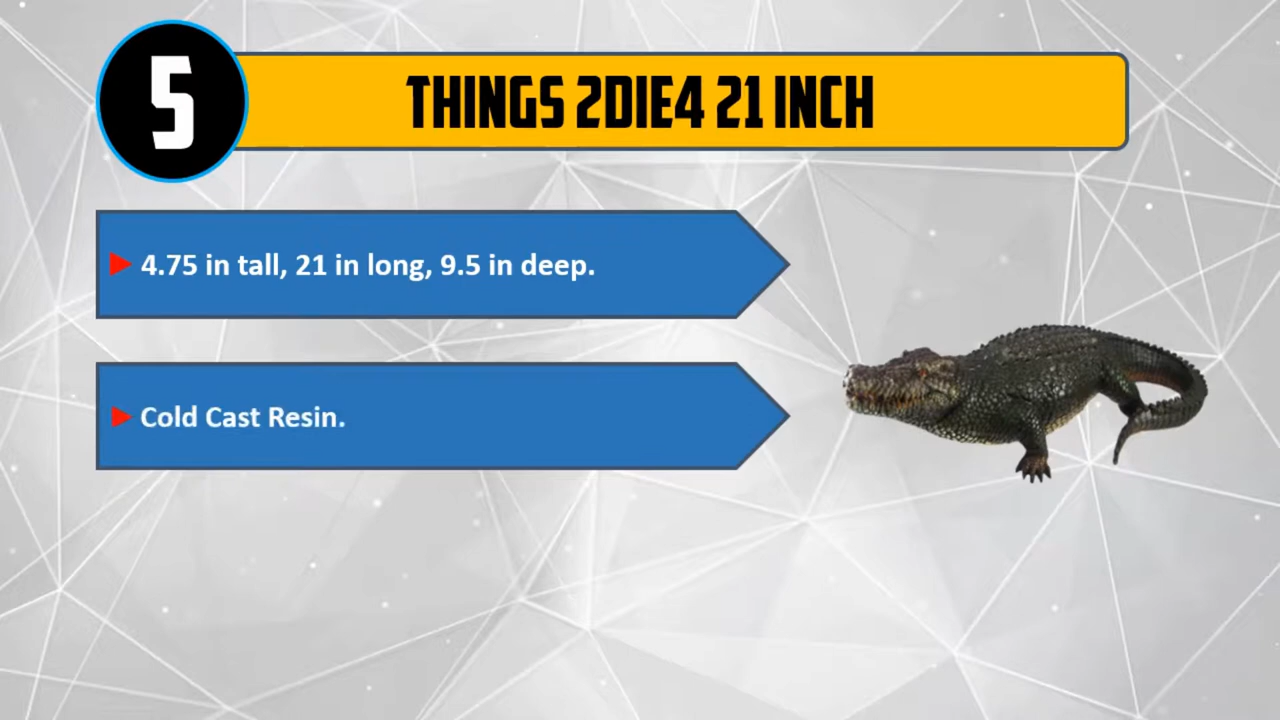 5
THINGS 2DIE4 21 INCH
4.75 in tall, 21 in long, 9.5 in deep.
Cold Cast Resin.